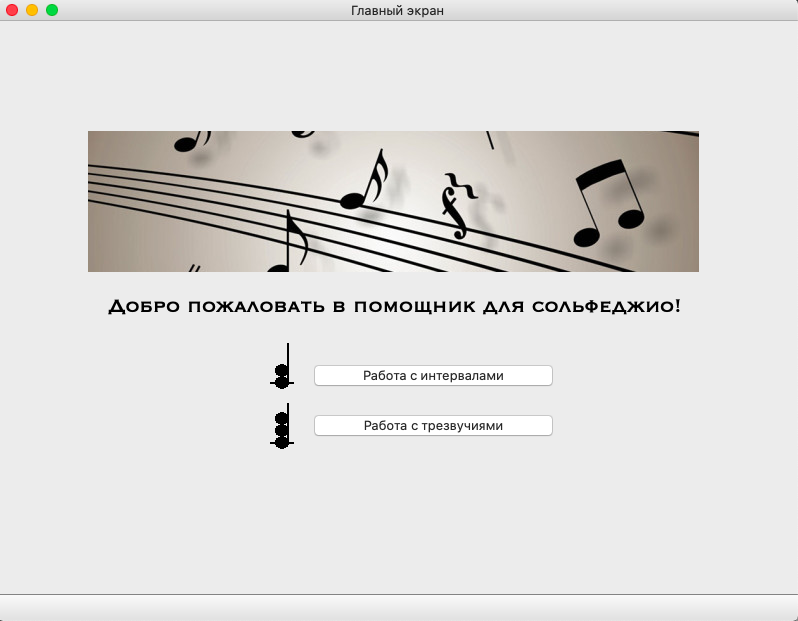 Главный экран
Добро пожаловать в помощник для сольфеджио!
Работа с интервалами
Работа с трезвучиями